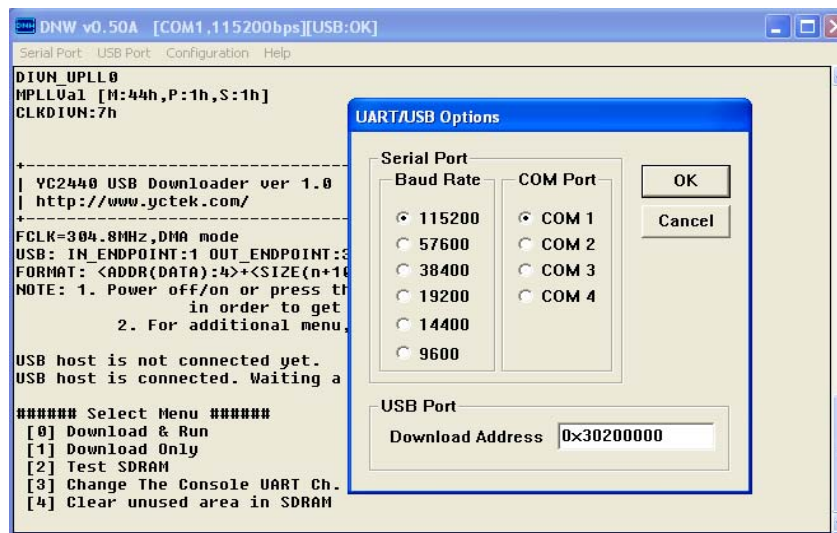 DNW v0.50A [COM1,115200bps][USB:OK]
Serial Port USB Port Configuration Help
DIVN_UPLL0
MPLLVal [M:44h,P:1h,S:1h]
CLKDIVN:7h
+---------------------------------
| YC2440 USB Downloader ver 1.0
| http://www.yctek.com/
+---------------------------------
FCLK=304.8MHz,DMA mode
USB: IN_ENDPOINT:1 OUT_ENDPOINT:3
FORMAT: <ADDR(DATA):4>+<SIZE(n+10
NOTE: 1. Power off/on or press th
in order to get
2. For additional menu,
USB host is not connected yet.
USB host is connected. Waiting a
###### Select Menu ######
[0] Download & Run
[1] Download Only
[2] Test SDRAM
[3] Change The Console UART Ch.
[4] Clear unused area in SDRAM
UART/USB Options
Serial Port
Baud Rate
115200
57600
38400
19200
14400
9600
COM Port
COM 1
COM 2
COM 3
COM 4
OK
Cancel
USB Port
Download Address 0x30200000